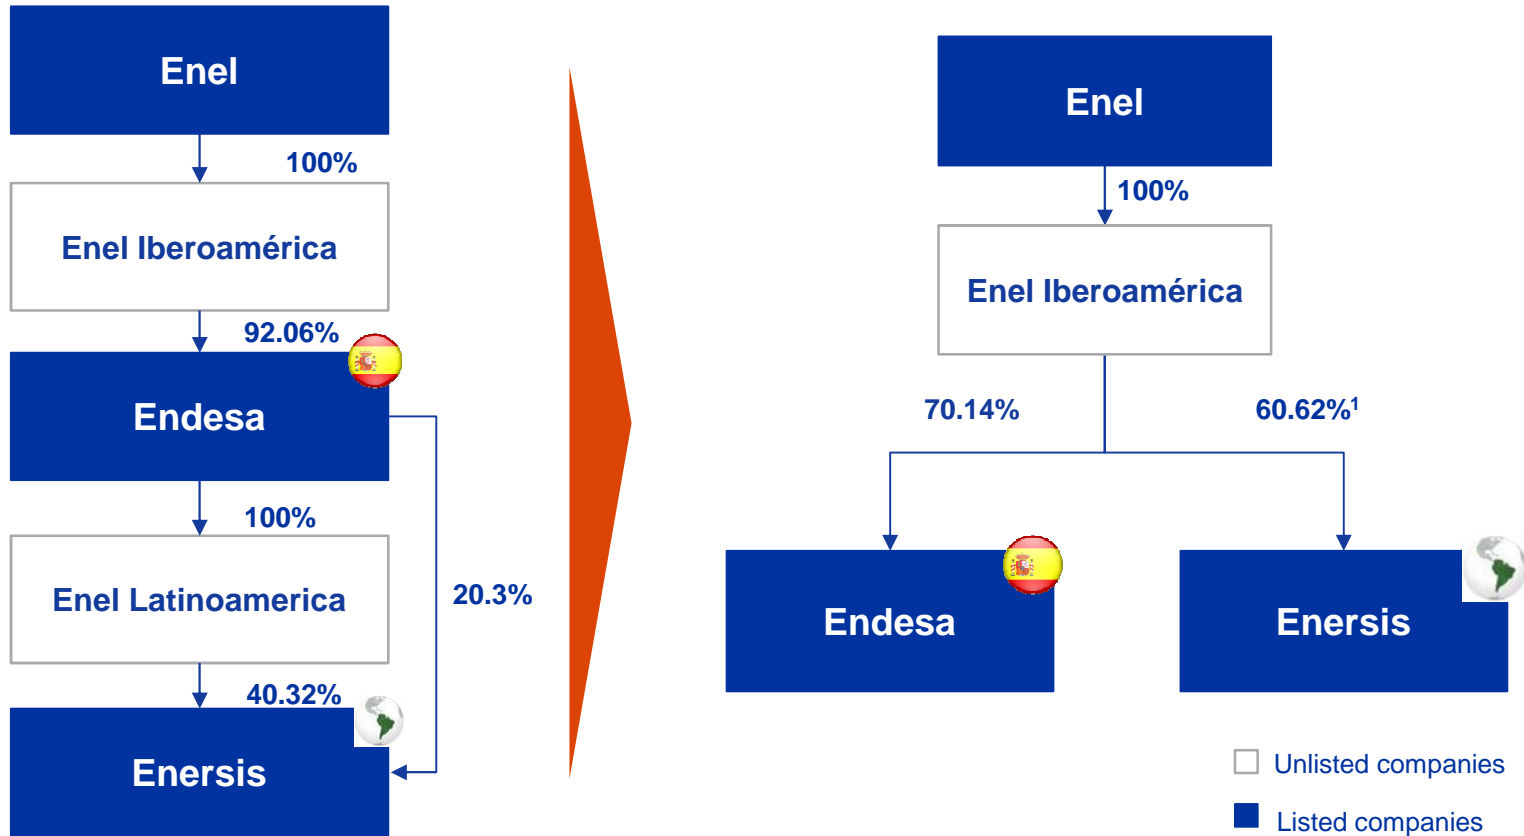 Enel
100%
Enel Iberoamérica
92.06%
Endesa
100%
20.3%
Enel Latinoamerica
40.32%
Enersis
Enel
100%
Enel Iberoamérica
70.14%
60.62%¹
Endesa
Enersis
Unlisted companies
Listed companies